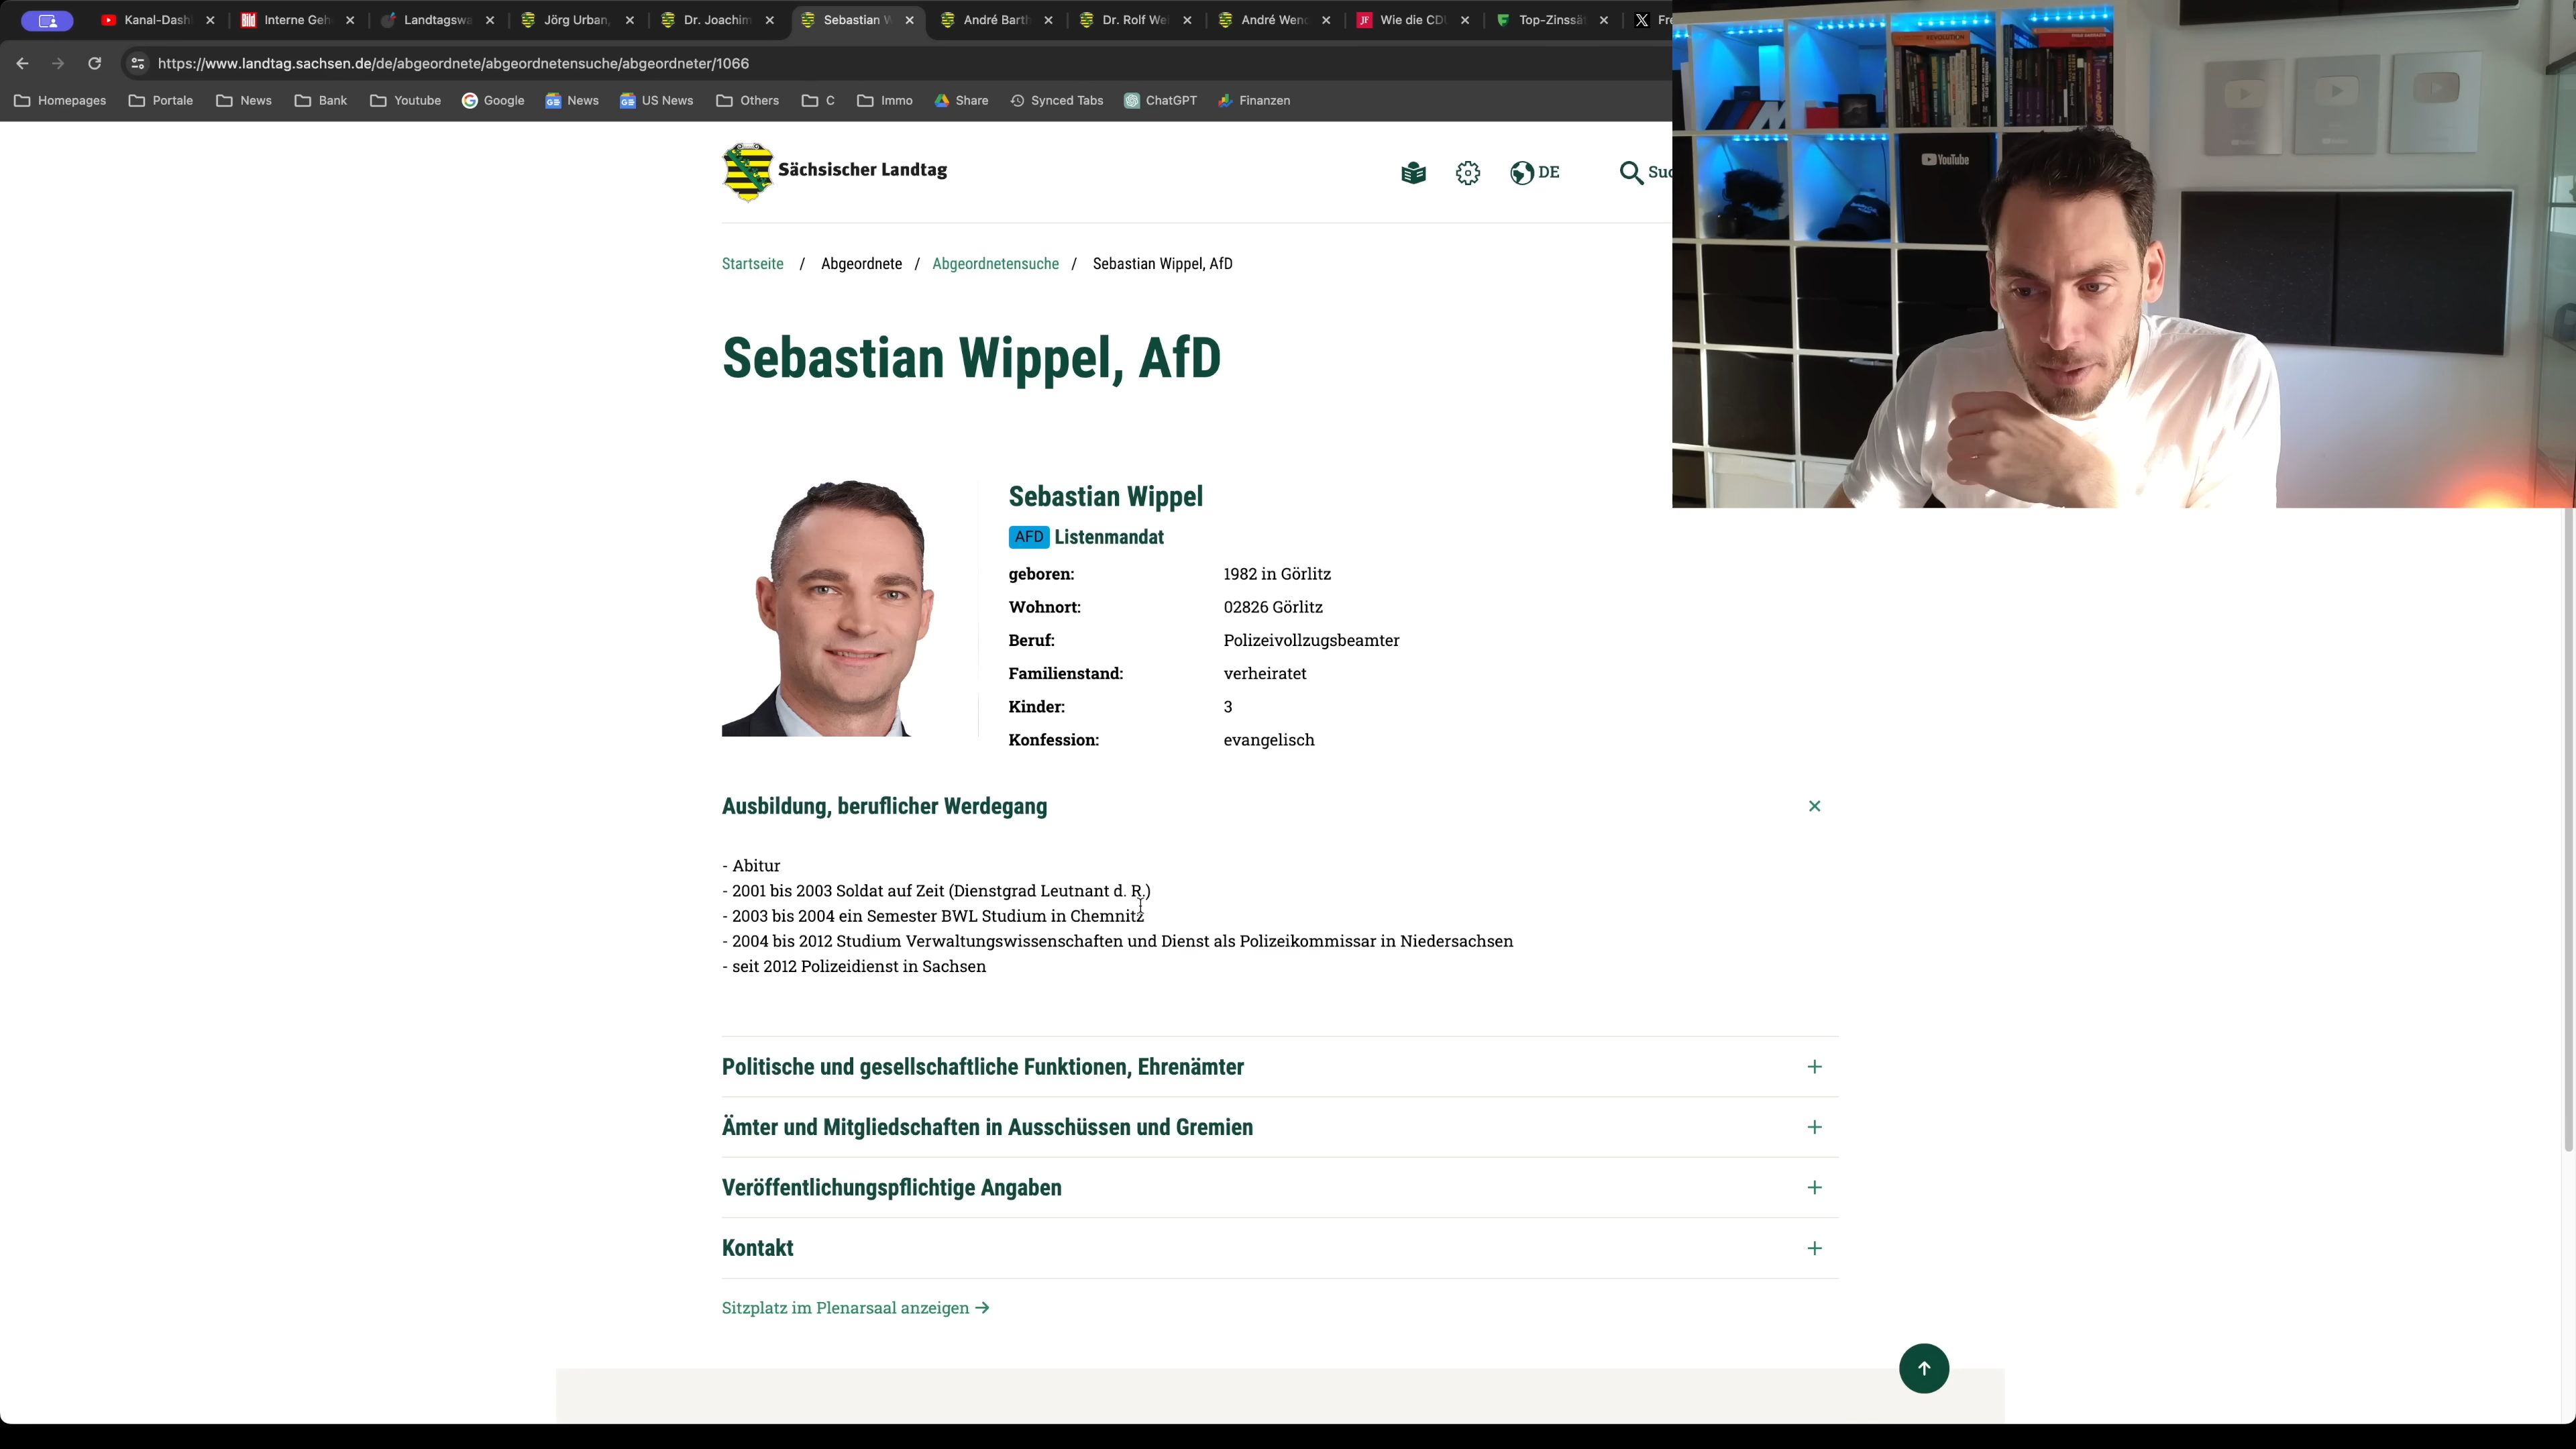 Kanal-Dash
Interne Geh
Landtagswa
Jörg Urban,
Dr. Joachim
Sebastian W
André Barth
Dr. Rolf We
André Wend
Wie die CDU
Top-Zinssät
Fre
https://www.landtag.sachsen.de/de/abgeordnete/abgeordnetensuche/abgeordneter/1066
Homepages
Portale
News
Bank
Youtube
Google
News
US News
Others
C
Immo
Share
Synced Tabs
ChatGPT
Finanzen
Sächsischer Landtag
DE
Suc
Startseite / Abgeordnete / Abgeordnetensuche / Sebastian Wippel, AfD
Sebastian Wippel, AfD
Sebastian Wippel
AFD Listenmandat
geboren: 1982 in Görlitz
Wohnort: 02826 Görlitz
Beruf: Polizeivollzugsbeamter
Familienstand: verheiratet
Kinder: 3
Konfession: evangelisch
Ausbildung, beruflicher Werdegang
- Abitur
- 2001 bis 2003 Soldat auf Zeit (Dienstgrad Leutnant d. R.)
- 2003 bis 2004 ein Semester BWL Studium in Chemnitz
- 2004 bis 2012 Studium Verwaltungswissenschaften und Dienst als Polizeikommissar in Niedersachsen
- seit 2012 Polizeidienst in Sachsen
Politische und gesellschaftliche Funktionen, Ehrenämter
Ämter und Mitgliedschaften in Ausschüssen und Gremien
Veröffentlichungspflichtige Angaben
Kontakt
Sitzplatz im Plenarsaal anzeigen
YouTube